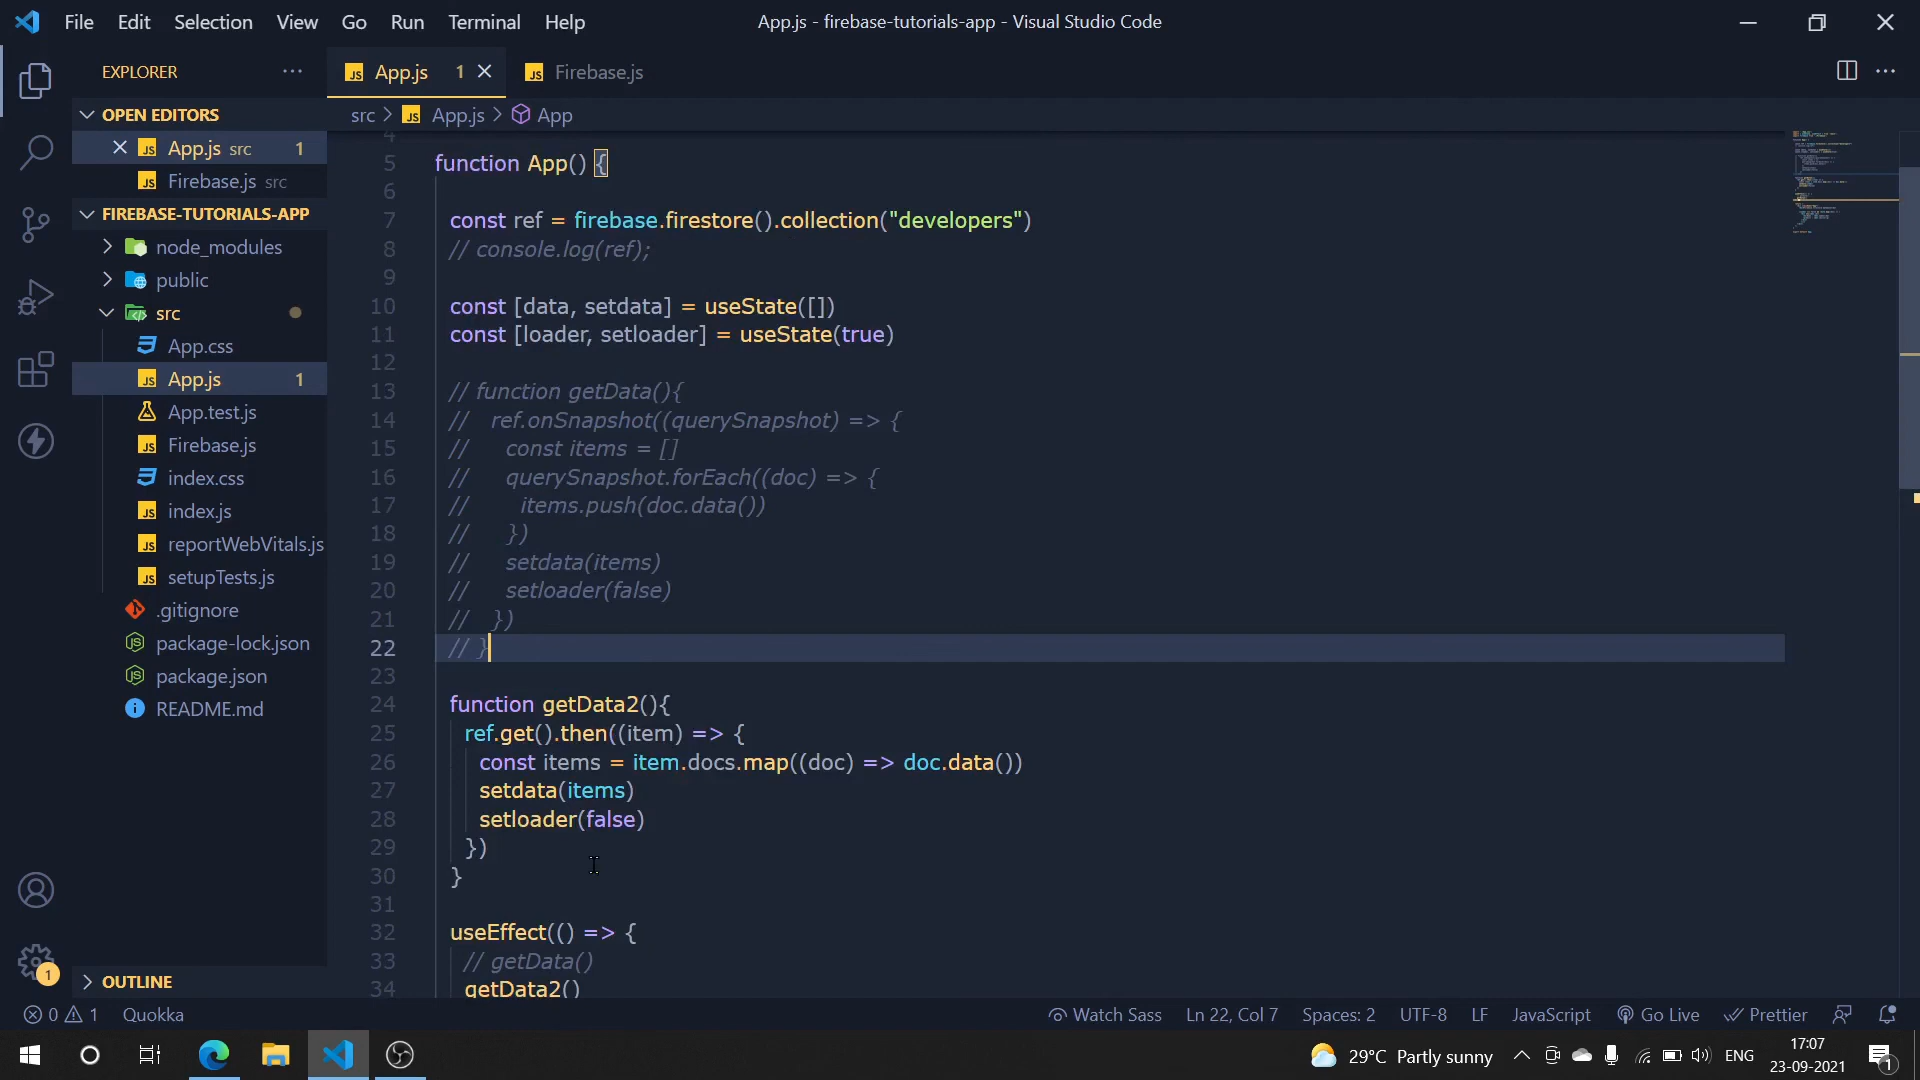 File Edit Selection View Go Run Terminal Help
App.js - firebase-tutorials-app - Visual Studio Code
EXPLORER
App.js 1
Firebase.js
OPEN EDITORS
App.js src 1
Firebase.js src
FIREBASE-TUTORIALS-APP
node_modules
public
src
App.css
App.js 1
App.test.js
Firebase.js
index.css
index.js
reportWebVitals.js
setupTests.js
.gitignore
package-lock.json
package.json
README.md
OUTLINE
src > App.js > App
4
5 function App() {
6
7 const ref = firebase.firestore().collection("developers")
8 // console.log(ref);
9
10 const [data, setdata] = useState([])
11 const [loader, setloader] = useState(true)
12
13 // function getData(){
14 // ref.onSnapshot((querySnapshot) => {
15 // const items = []
16 // querySnapshot.forEach((doc) => {
17 // items.push(doc.data())
18 // })
19 // setdata(items)
20 // setloader(false)
21 // })
22 // }
23
24 function getData2(){
25 ref.get().then((item) => {
26 const items = item.docs.map((doc) => doc.data())
27 setdata(items)
28 setloader(false)
29 })
30 }
31
32 useEffect(() => {
33 // getData()
34 getData2()
1
0 1 Quokka
Watch Sass Ln 22, Col 7 Spaces: 2 UTF-8 LF JavaScript Go Live Prettier
29°C Partly sunny
ENG
17:07
23-09-2021
1